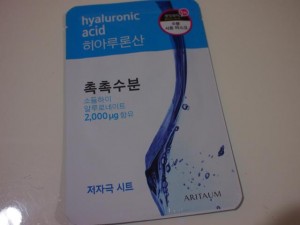 hyaluronic
acid
히아루론산
촉촉수분
소듐하이
알루로네이트
2,000μg 함유
저자극 시트
ARITAUM